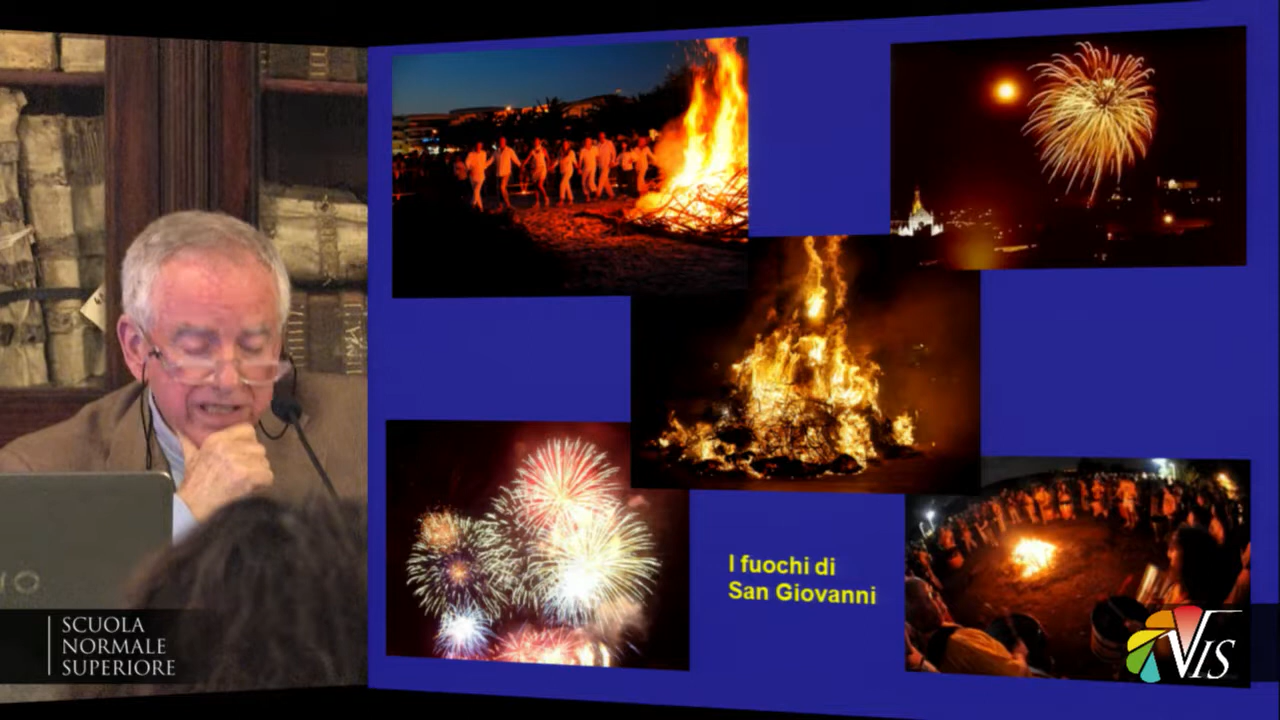 SCUOLA
NORMALE
SUPERIORE
I fuochi di
San Giovanni
VIS